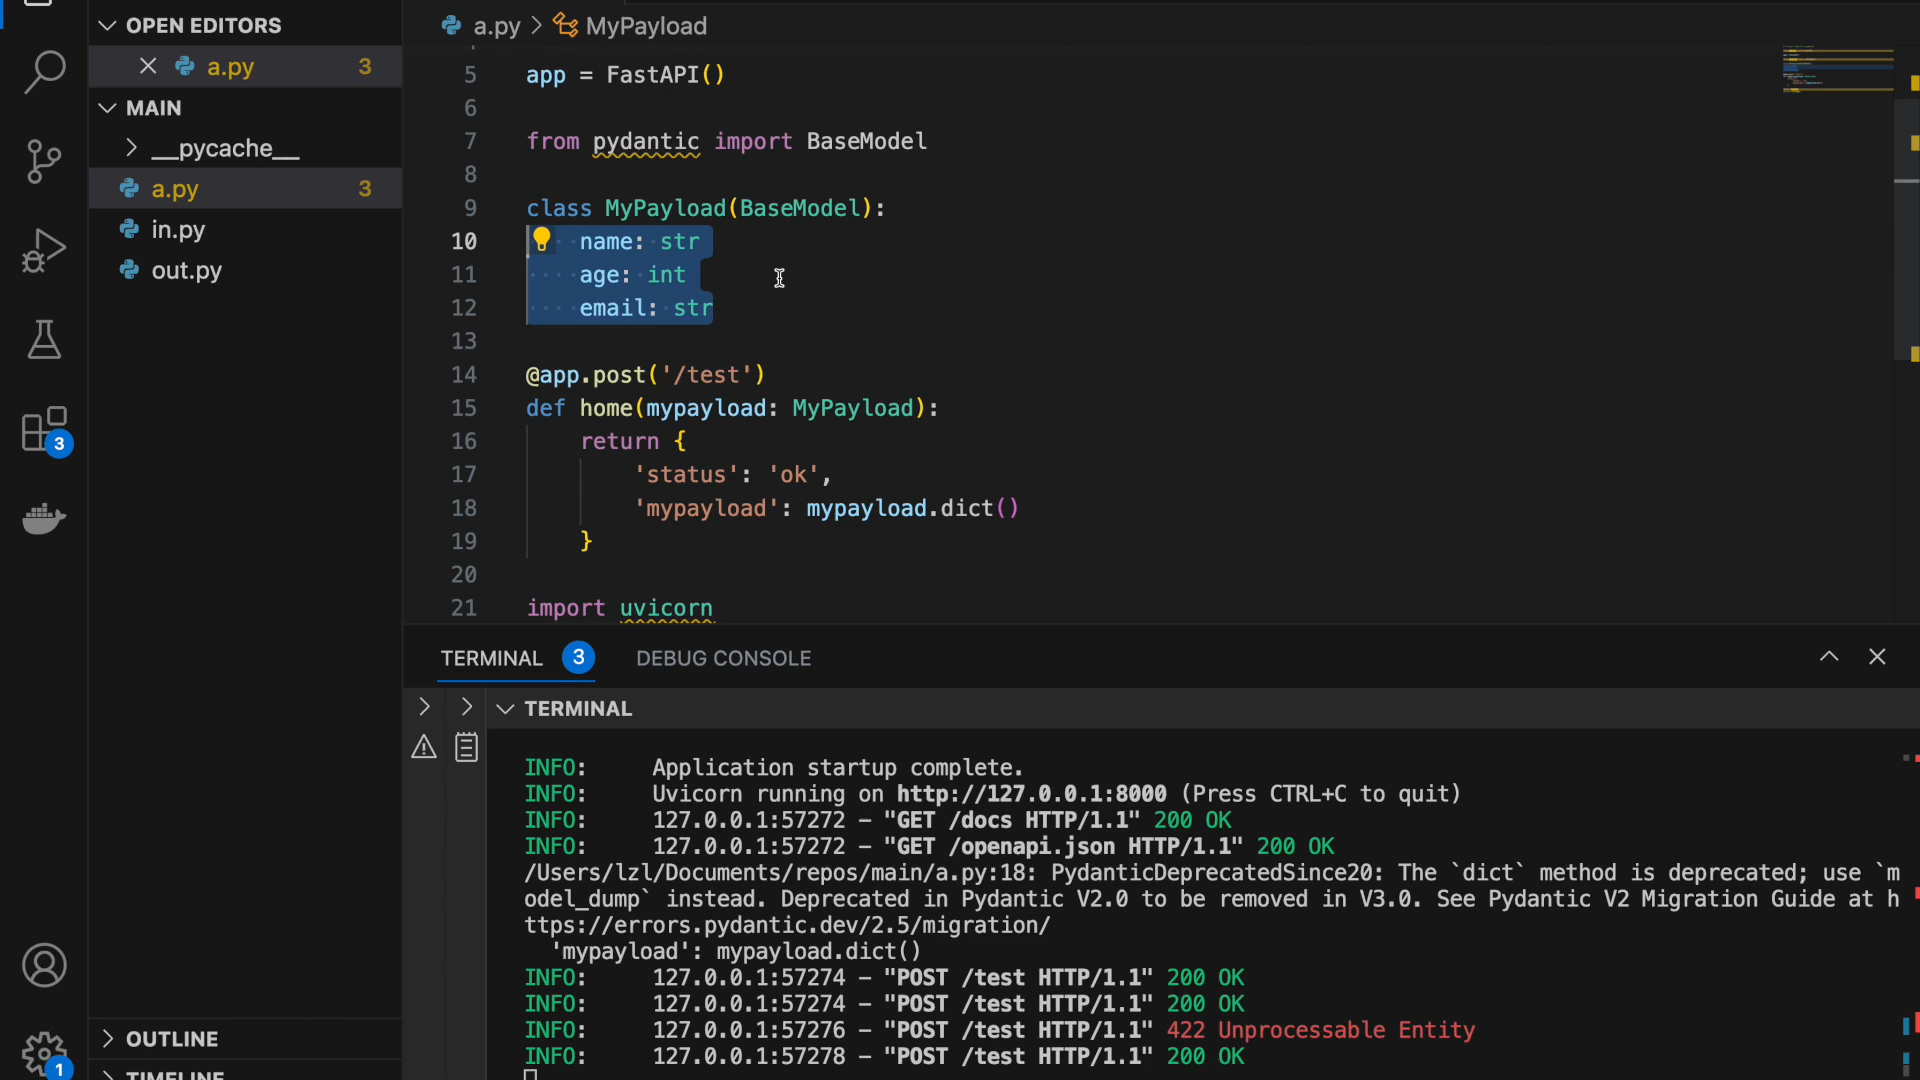 OPEN EDITORS
a.py 3
MAIN
__pycache__
a.py 3
in.py
out.py
3
OUTLINE
TIMELINE
1
a.py > MyPayload
5 app = FastAPI()
6
7 from pydantic import BaseModel
8
9 class MyPayload(BaseModel):
10 name: str
11 age: int
12 email: str
13
14 @app.post('/test')
15 def home(mypayload: MyPayload):
16 return {
17 'status': 'ok',
18 'mypayload': mypayload.dict()
19 }
20
21 import uvicorn
TERMINAL 3 DEBUG CONSOLE
TERMINAL
INFO: Application startup complete.
INFO: Uvicorn running on http://127.0.0.1:8000 (Press CTRL+C to quit)
INFO: 127.0.0.1:57272 - "GET /docs HTTP/1.1" 200 OK
INFO: 127.0.0.1:57272 - "GET /openapi.json HTTP/1.1" 200 OK
/Users/lzl/Documents/repos/main/a.py:18: PydanticDeprecatedSince20: The `dict` method is deprecated; use `m
odel_dump` instead. Deprecated in Pydantic V2.0 to be removed in V3.0. See Pydantic V2 Migration Guide at h
ttps://errors.pydantic.dev/2.5/migration/
'mypayload': mypayload.dict()
INFO: 127.0.0.1:57274 - "POST /test HTTP/1.1" 200 OK
INFO: 127.0.0.1:57274 - "POST /test HTTP/1.1" 200 OK
INFO: 127.0.0.1:57276 - "POST /test HTTP/1.1" 422 Unprocessable Entity
INFO: 127.0.0.1:57278 - "POST /test HTTP/1.1" 200 OK